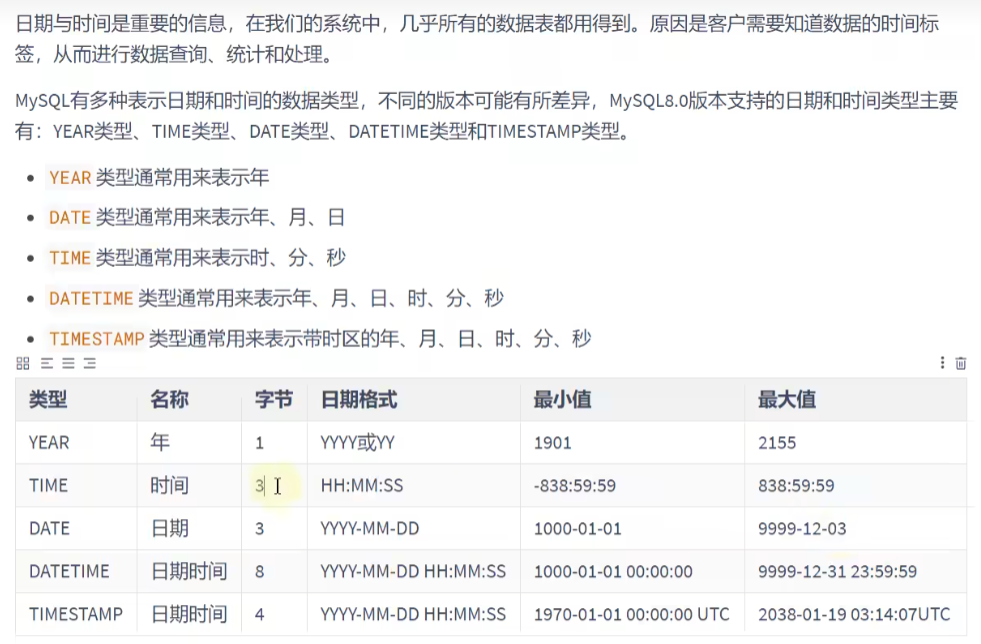 日期与时间是重要的信息，在我们的系统中，几乎所有的数据表都用得到。原因是客户需要知道数据的时间标
签，从而进行数据查询、统计和处理。
MySQL有多种表示日期和时间的数据类型，不同的版本可能有所差异，MySQL8.0版本支持的日期和时间类型主要
有：YEAR类型、TIME类型、DATE类型、DATETIME类型和TIMESTAMP类型。
• YEAR 类型通常用来表示年
• DATE 类型通常用来表示年、月、日
• TIME 类型通常用来表示时、分、秒
• DATETIME 类型通常用来表示年、月、日、时、分、秒
• TIMESTAMP 类型通常用来表示带时区的年、月、日、时、分、秒
类型 名称 字节 日期格式 最小值 最大值
YEAR 年 1 YYYY或YY 1901 2155
TIME 时间 3 HH:MM:SS -838:59:59 838:59:59
DATE 日期 3 YYYY-MM-DD 1000-01-01 9999-12-03
DATETIME 日期时间 8 YYYY-MM-DD HH:MM:SS 1000-01-01 00:00:00 9999-12-31 23:59:59
TIMESTAMP 日期时间 4 YYYY-MM-DD HH:MM:SS 1970-01-01 00:00:00 UTC 2038-01-19 03:14:07UTC